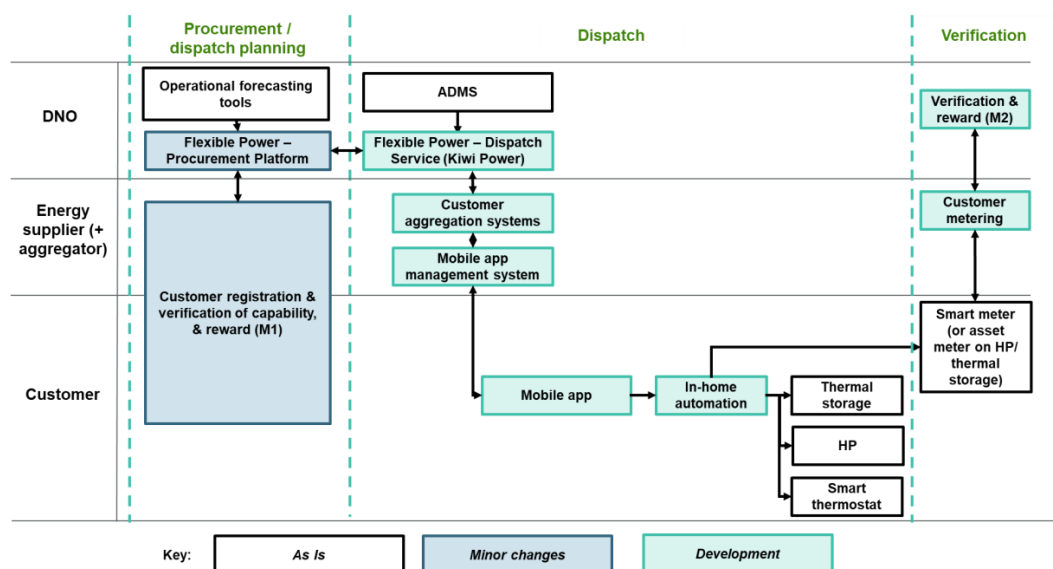 Procurement /
dispatch planning
Dispatch
Verification
DNO
Operational forecasting
tools
ADMS
Verification &
reward (M2)
Flexible Power –
Procurement Platform
Flexible Power – Dispatch
Service (Kiwi Power)
Energy
supplier (+
aggregator)
Customer
aggregation systems
Customer
metering
Mobile app
management system
Customer registration &
verification of capability,
& reward (M1)
Smart meter
(or asset
meter on HP/
thermal
storage)
Customer
Mobile app
In-home
automation
Thermal
storage
HP
Smart
thermostat
Key:
As Is
Minor changes
Development